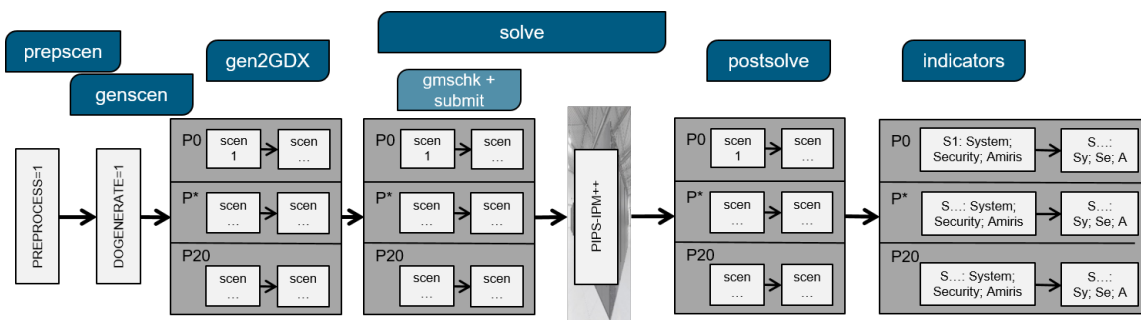 prepscen
genscen
gen2GDX
solve
gmschk +
submit
postsolve
indicators
PREPROCESS=1
DOGENERATE=1
P0
scen
1
scen
...
P*
scen
...
scen
...
P20
scen
...
scen
...
P0
scen
1
scen
...
P*
scen
...
scen
...
P20
scen
...
scen
...
PIPS-IPM++
P0
scen
1
scen
...
P*
scen
...
scen
...
P20
scen
...
scen
...
P0
S1: System;
Security; Amiris
S...:
Sy; Se; A
P*
S...: System;
Security; Amiris
S...:
Sy; Se; A
P20
S...: System;
Security; Amiris
S...:
Sy; Se; A